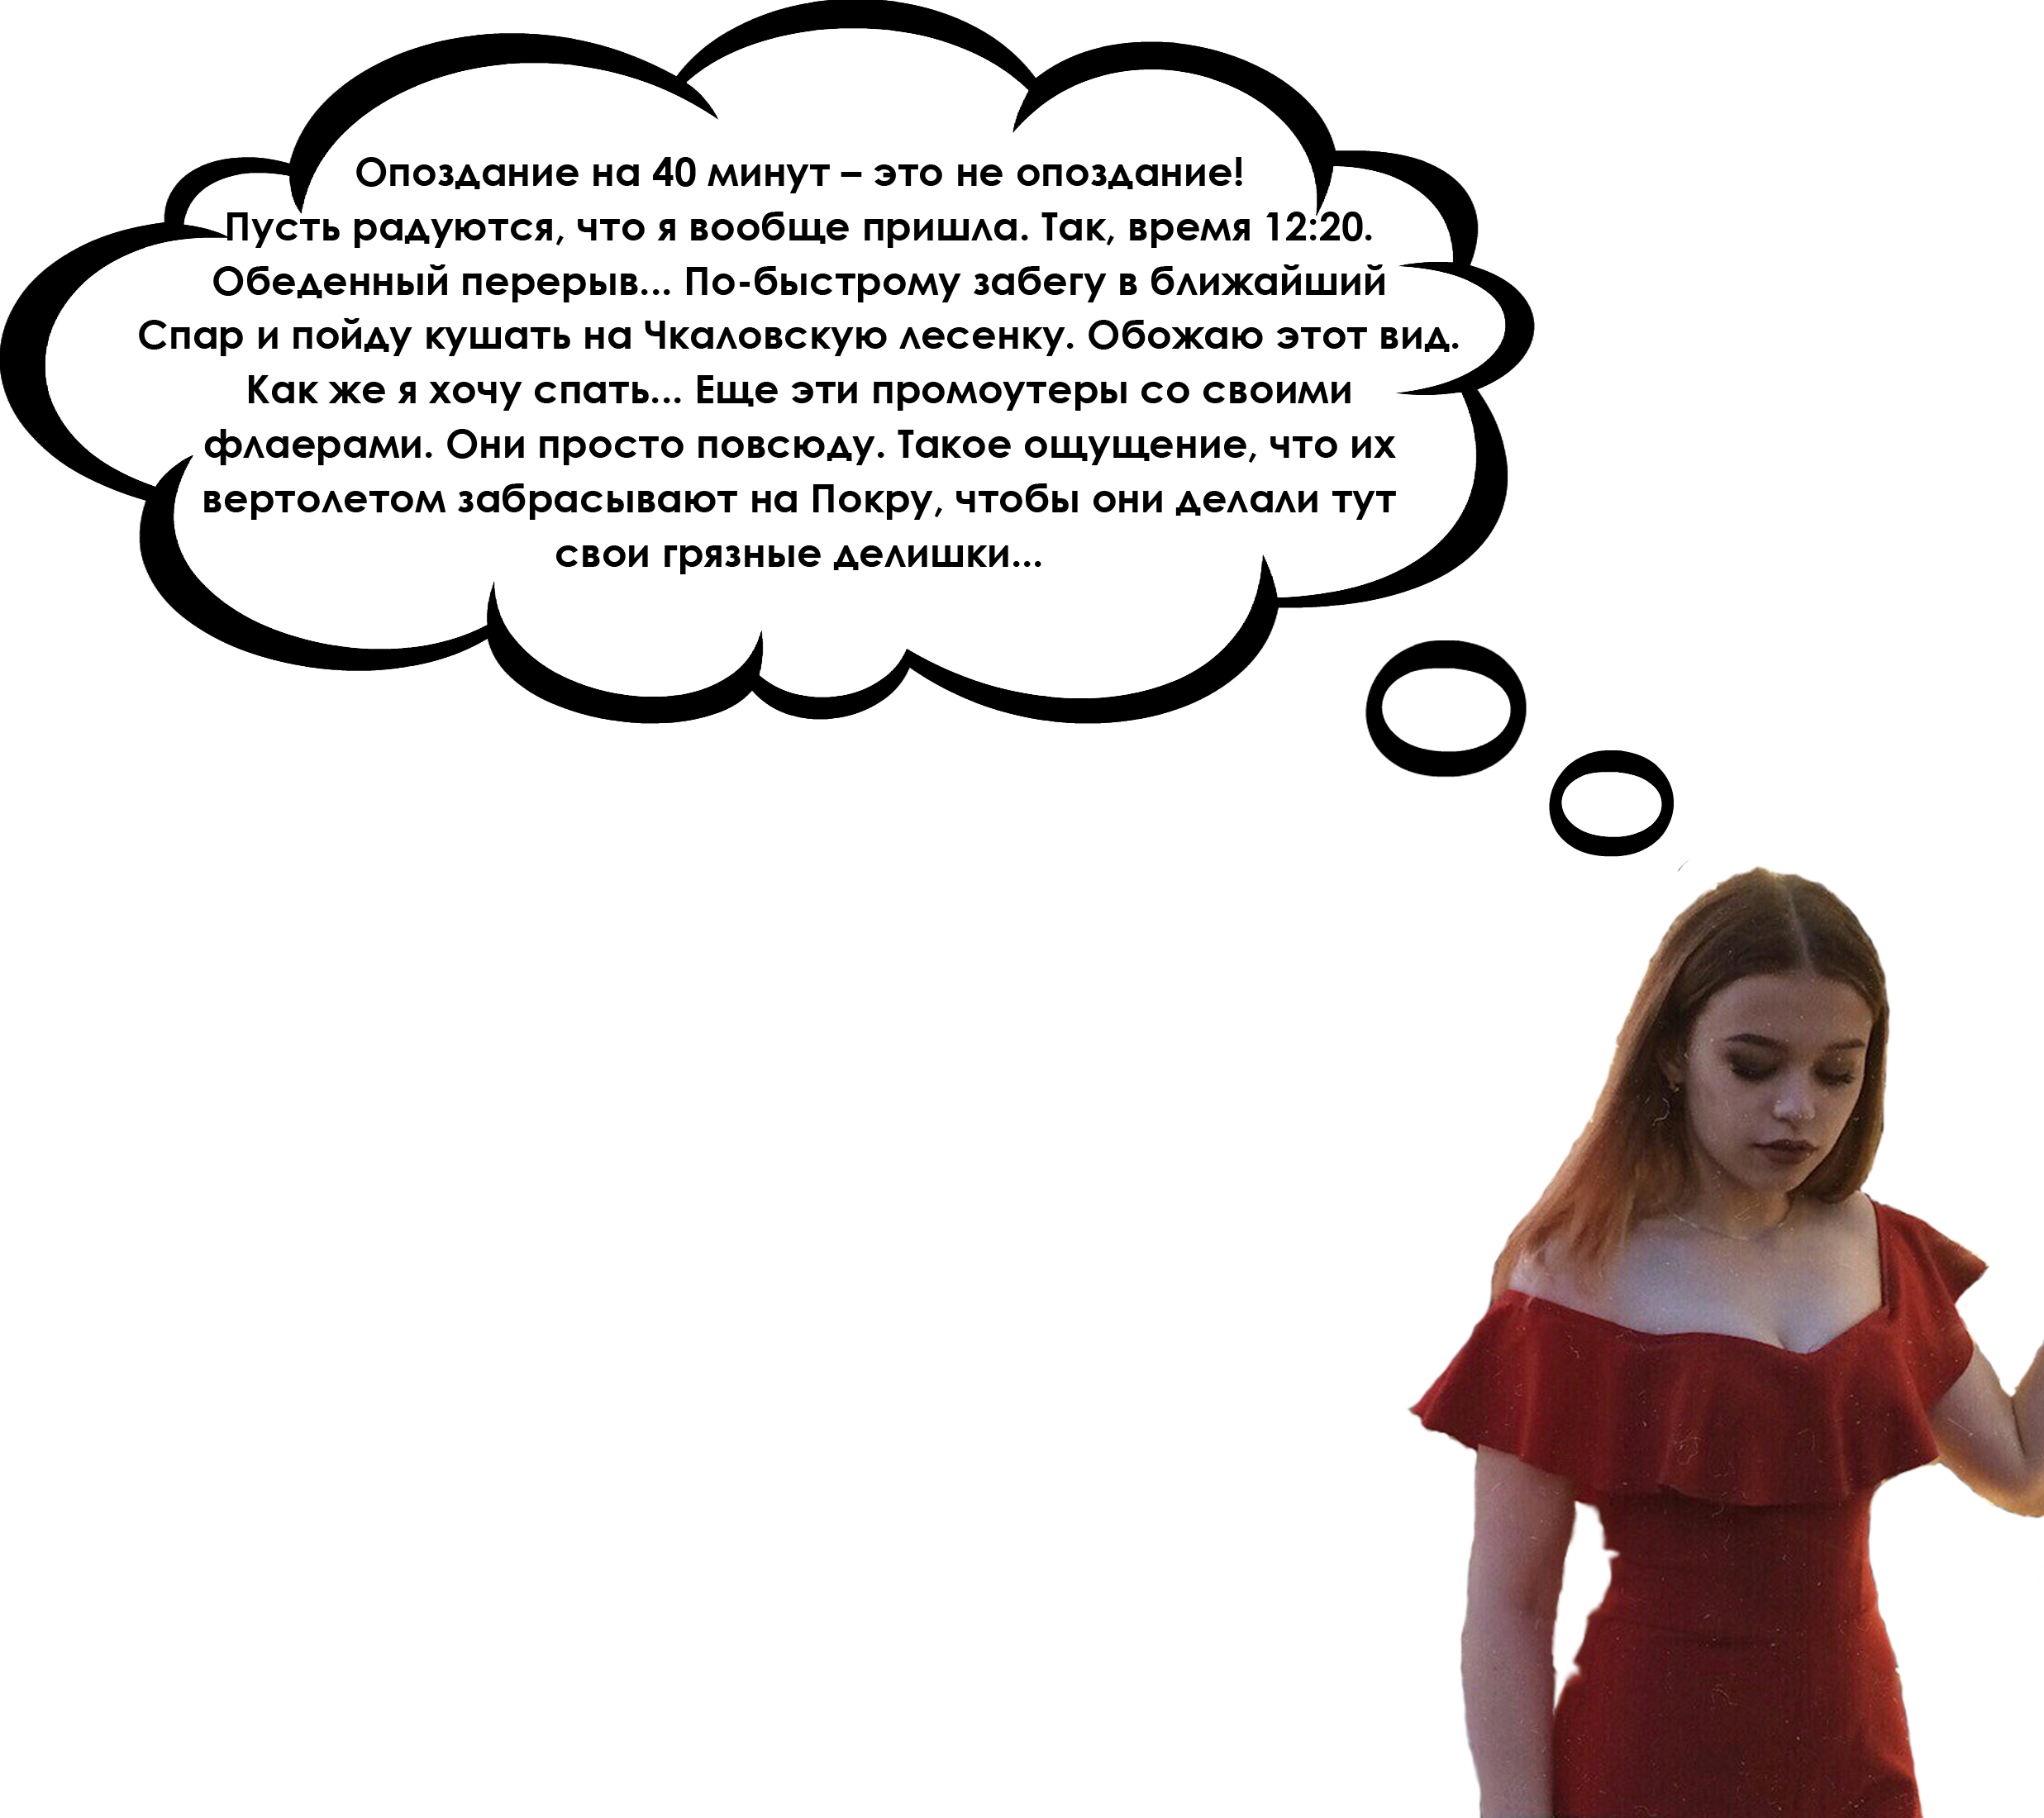 Опоздание на 40 минут – это не опоздание!
Пусть радуются, что я вообще пришла. Так, время 12:20.
Обеденный перерыв... По-быстрому забегу в ближайший
Спар и пойду кушать на Чкаловскую лесенку. Обожаю этот вид.
Как же я хочу спать... Еще эти промоутеры со своими
флаерами. Они просто повсюду. Такое ощущение, что их
вертолетом забрасывают на Покру, чтобы они делали тут
свои грязные делишки...